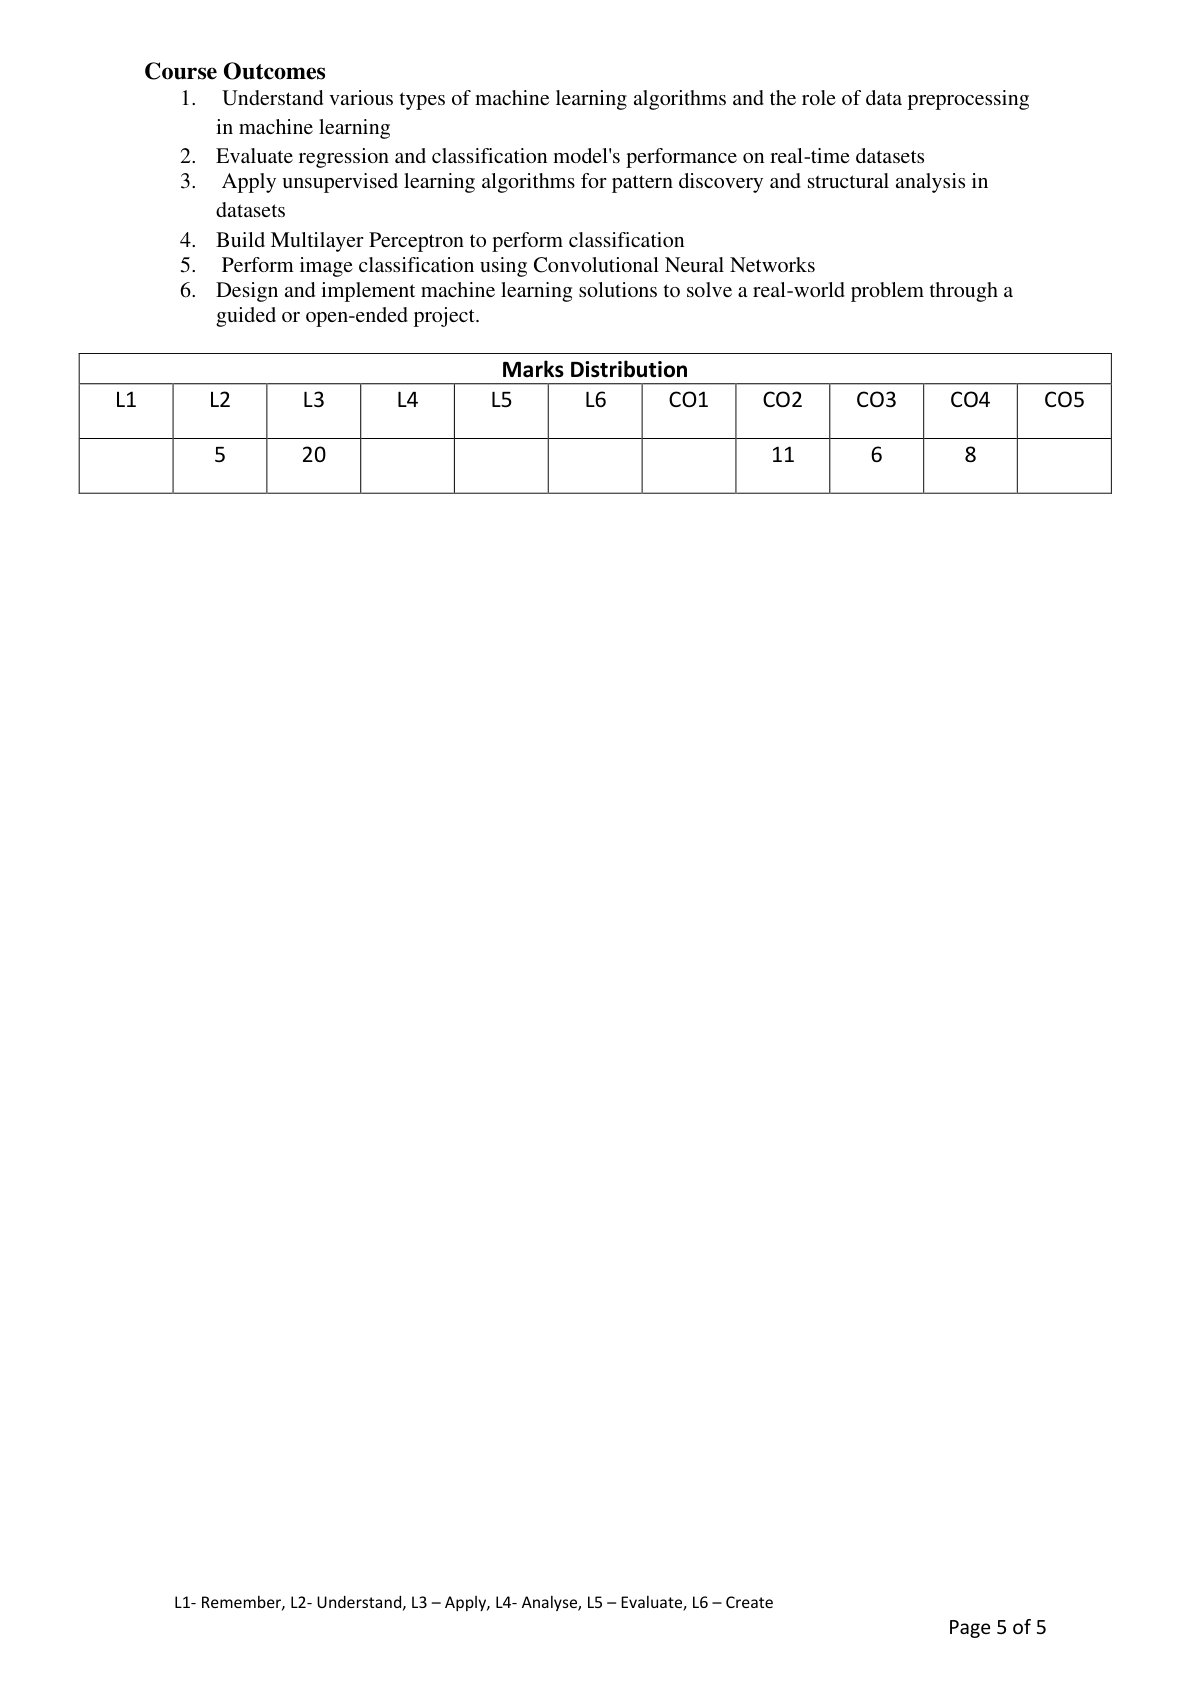 Course Outcomes
1. Understand various types of machine learning algorithms and the role of data preprocessing
in machine learning
2. Evaluate regression and classification model's performance on real-time datasets
3. Apply unsupervised learning algorithms for pattern discovery and structural analysis in
datasets
4. Build Multilayer Perceptron to perform classification
5. Perform image classification using Convolutional Neural Networks
6. Design and implement machine learning solutions to solve a real-world problem through a
guided or open-ended project.
Marks Distribution
L1 L2 L3 L4 L5 L6 CO1 CO2 CO3 CO4 CO5
5 20 11 6 8
L1- Remember, L2- Understand, L3 – Apply, L4- Analyse, L5 – Evaluate, L6 – Create
Page 5 of 5